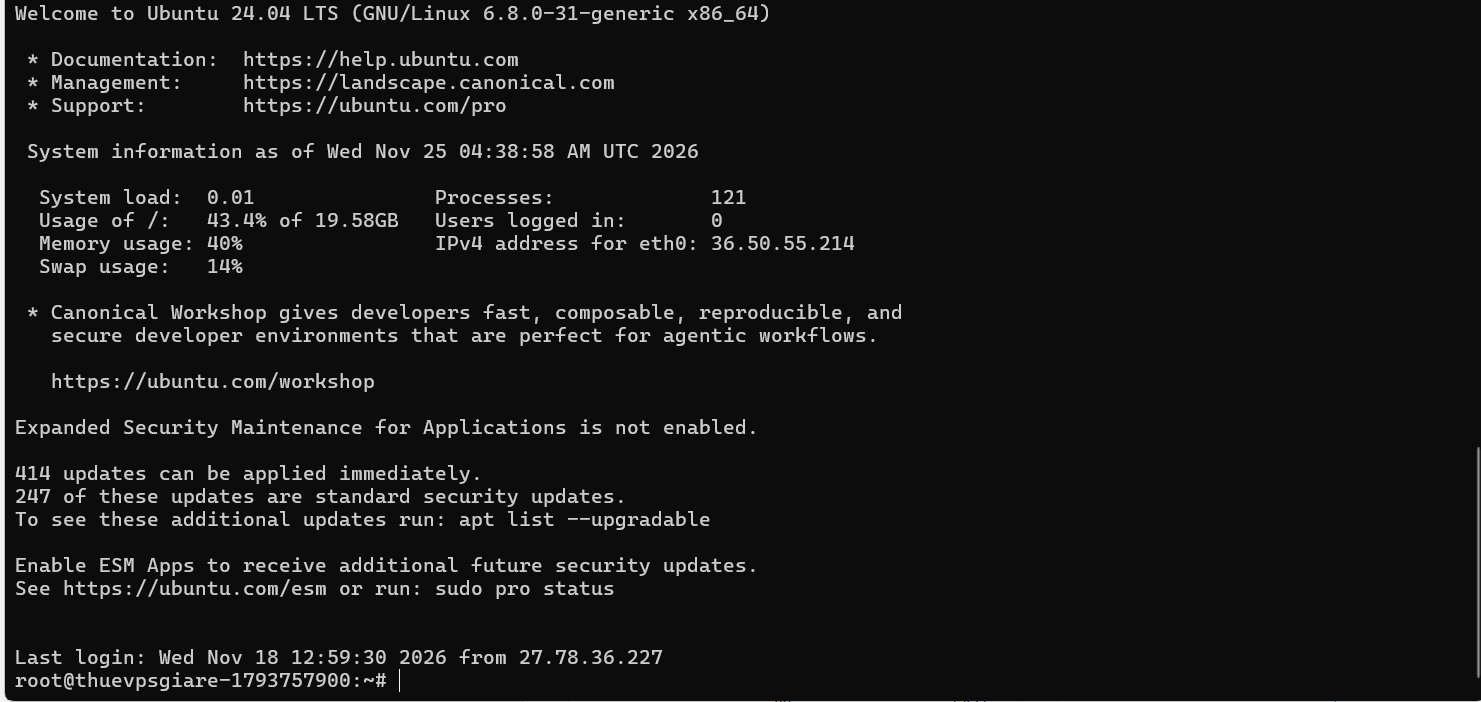 Welcome to Ubuntu 24.04 LTS (GNU/Linux 6.8.0-31-generic x86_64)
* Documentation: https://help.ubuntu.com
* Management: https://landscape.canonical.com
* Support: https://ubuntu.com/pro
System information as of Wed Nov 25 04:38:58 AM UTC 2026
System load: 0.01 Processes: 121
Usage of /: 43.4% of 19.58GB Users logged in: 0
Memory usage: 40% IPv4 address for eth0: 36.50.55.214
Swap usage: 14%
* Canonical Workshop gives developers fast, composable, reproducible, and
secure developer environments that are perfect for agentic workflows.
https://ubuntu.com/workshop
Expanded Security Maintenance for Applications is not enabled.
414 updates can be applied immediately.
247 of these updates are standard security updates.
To see these additional updates run: apt list --upgradable
Enable ESM Apps to receive additional future security updates.
See https://ubuntu.com/esm or run: sudo pro status
Last login: Wed Nov 18 12:59:30 2026 from 27.78.36.227
root@thuevpsgiare-1793757900:~#